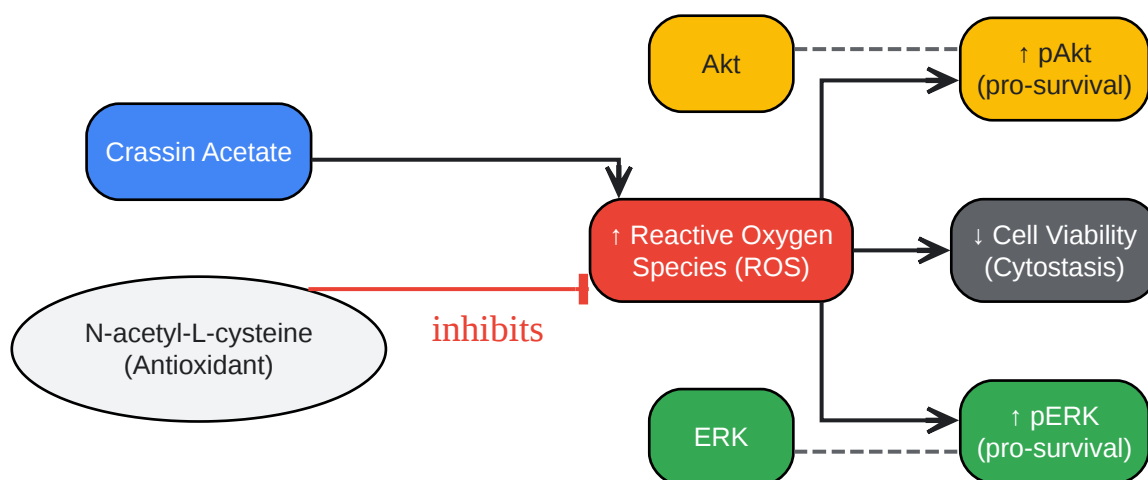 Akt
↑ pAkt
(pro-survival)
Crassin Acetate
↑ Reactive Oxygen
Species (ROS)
↓ Cell Viability
(Cytostasis)
N-acetyl-L-cysteine
(Antioxidant)
inhibits
ERK
↑ pERK
(pro-survival)